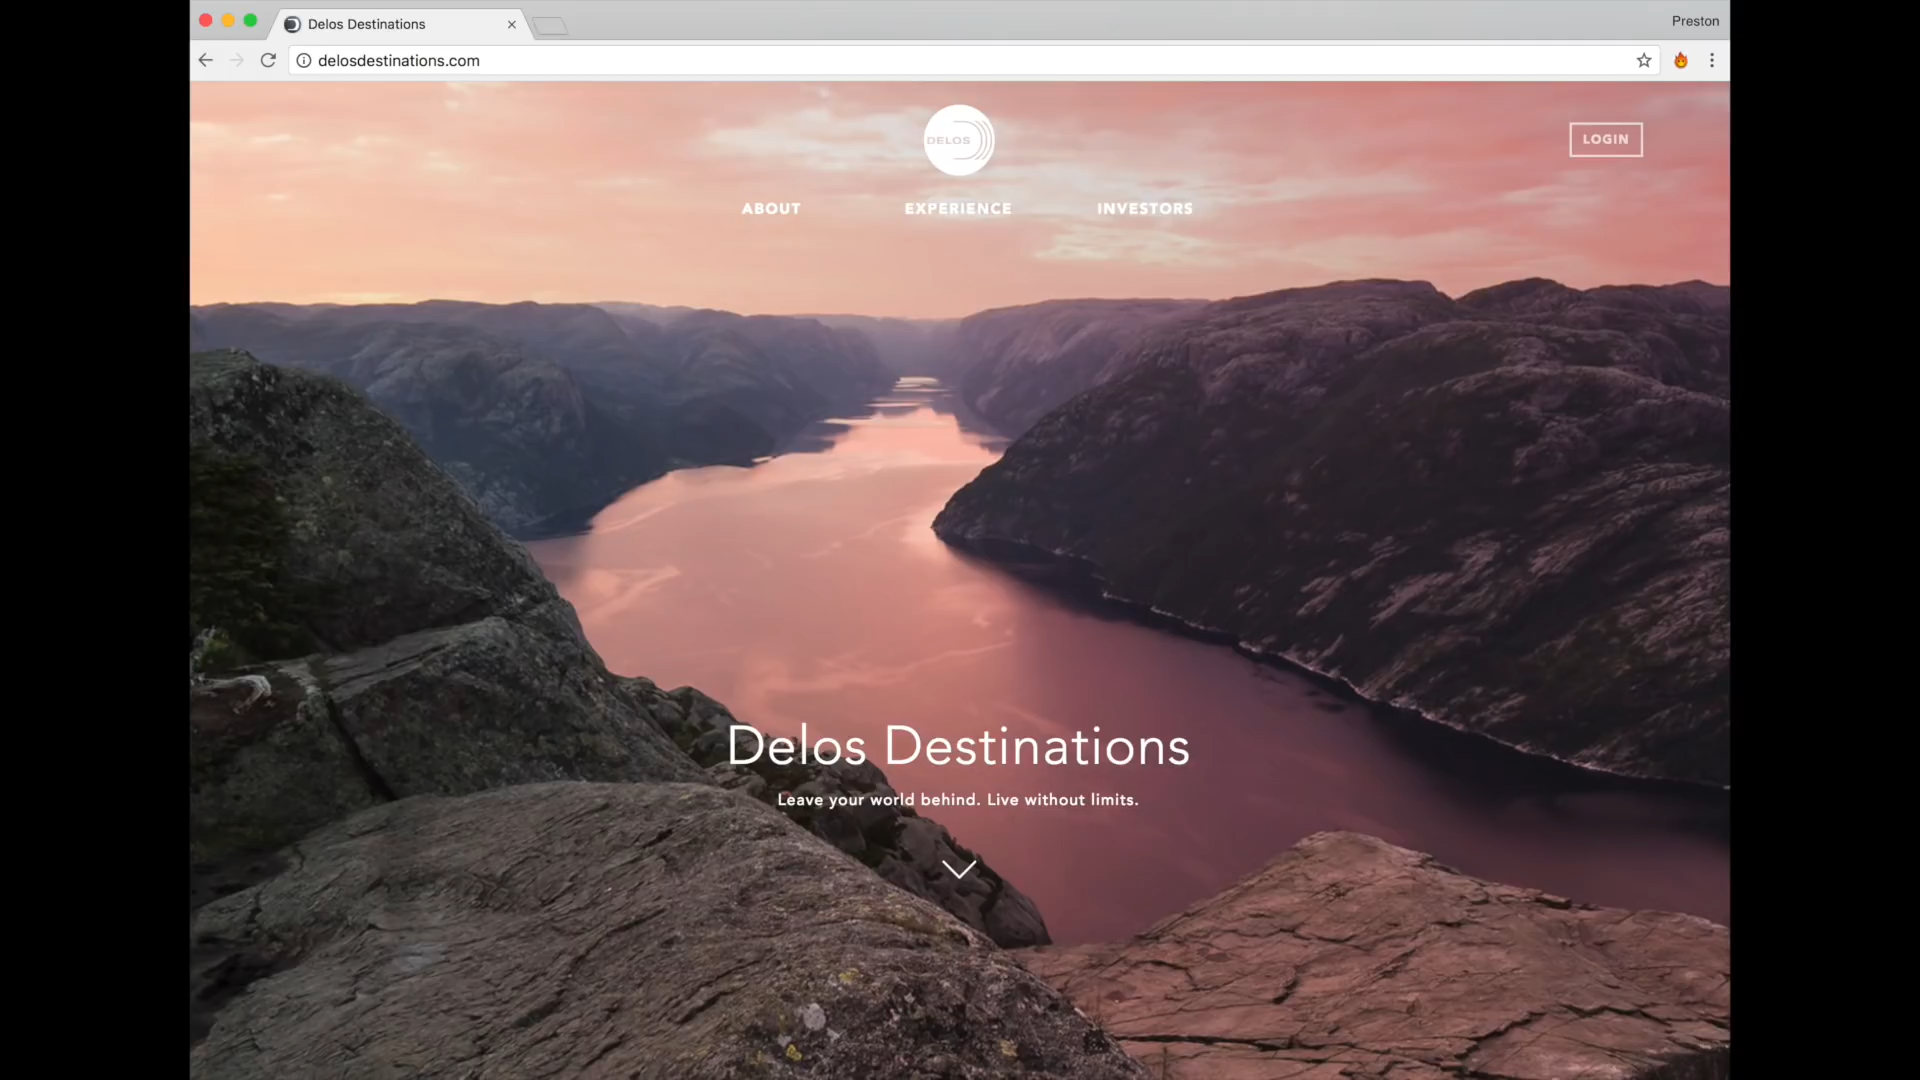 Delos Destinations
Preston
delosdestinations.com
DELOS
LOGIN
ABOUT EXPERIENCE INVESTORS
Delos Destinations
Leave your world behind. Live without limits.